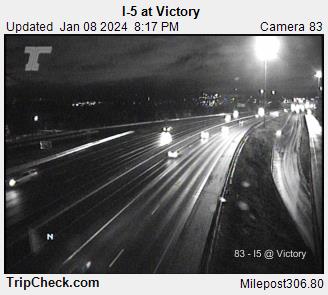 I-5 at Victory
Updated Jan 08 2024 8:17 PM Camera 83
T
N
83 - I5 @ Victory
TripCheck.com Milepost306.80